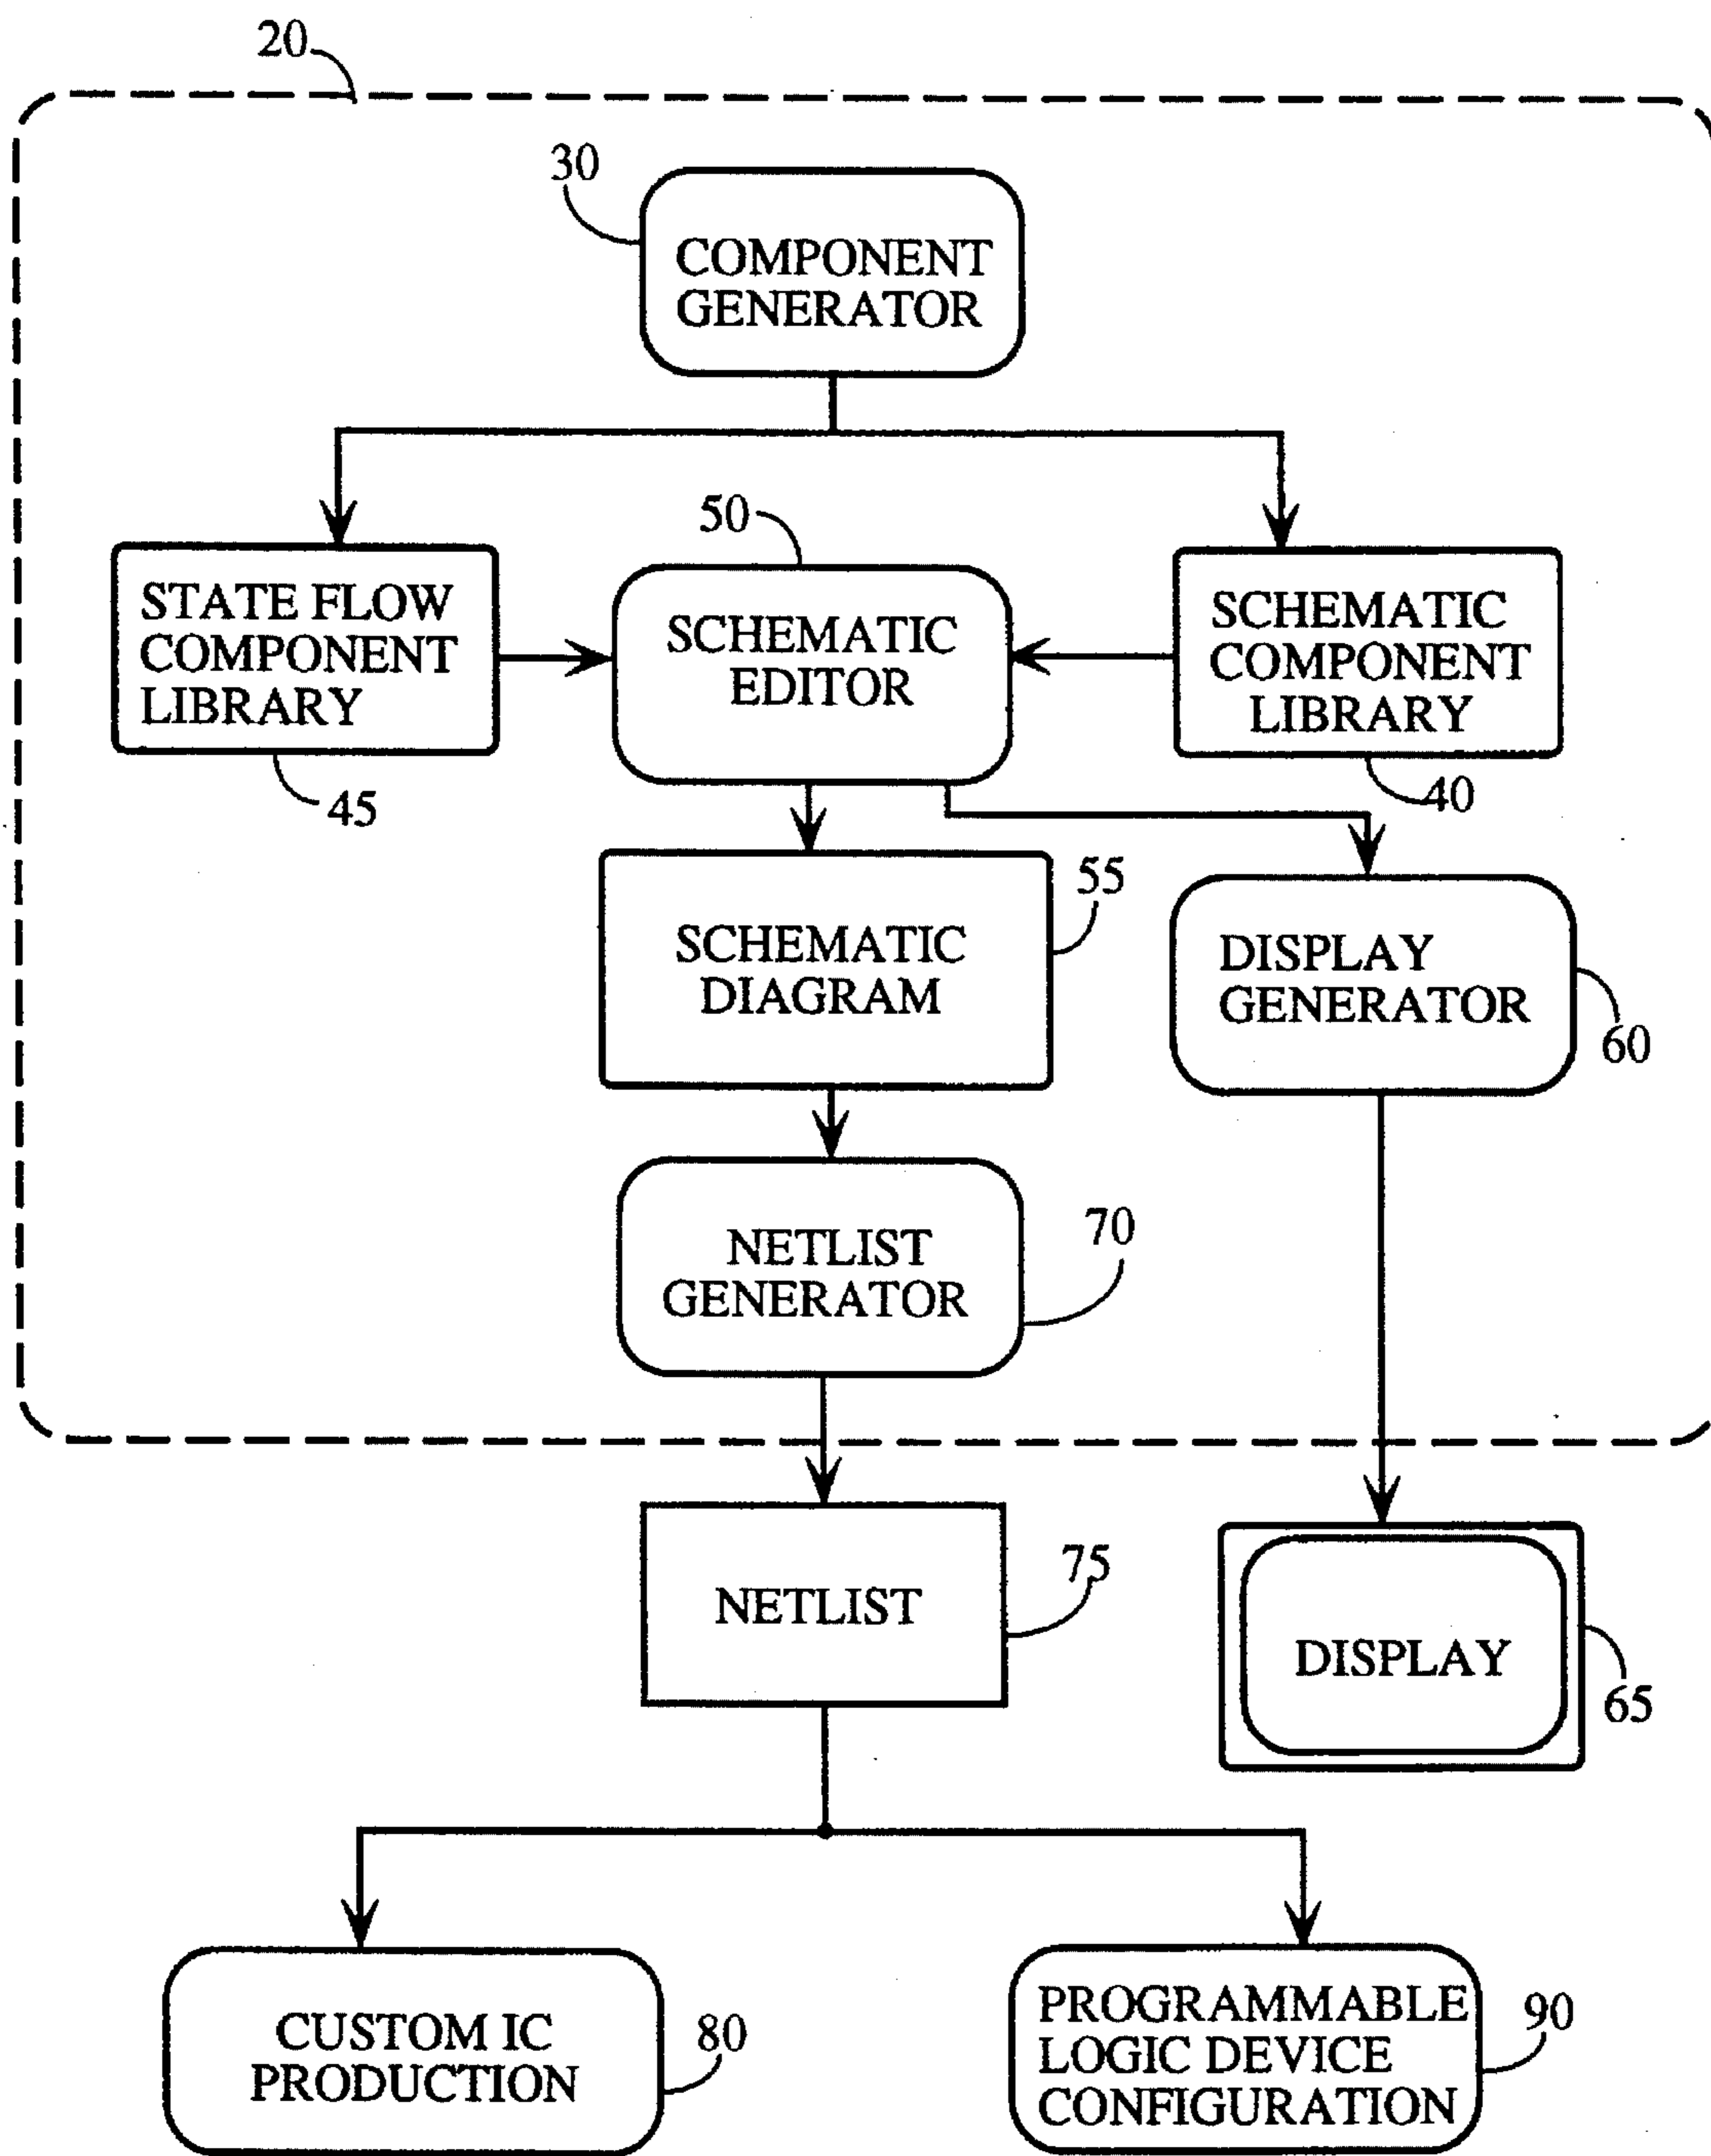 20
30
COMPONENT
GENERATOR
50
STATE FLOW
COMPONENT
LIBRARY
SCHEMATIC
EDITOR
SCHEMATIC
COMPONENT
LIBRARY
45
40
55
SCHEMATIC
DIAGRAM
DISPLAY
GENERATOR
60
70
NETLIST
GENERATOR
75
NETLIST
DISPLAY
65
CUSTOM IC
PRODUCTION
80
PROGRAMMABLE
LOGIC DEVICE
CONFIGURATION
90